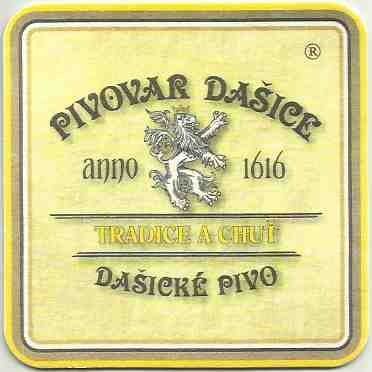 ®
PIVOVAR DAŠICE
anno 1616
TRADICE A CHUŤ
DAŠICKÉ PIVO